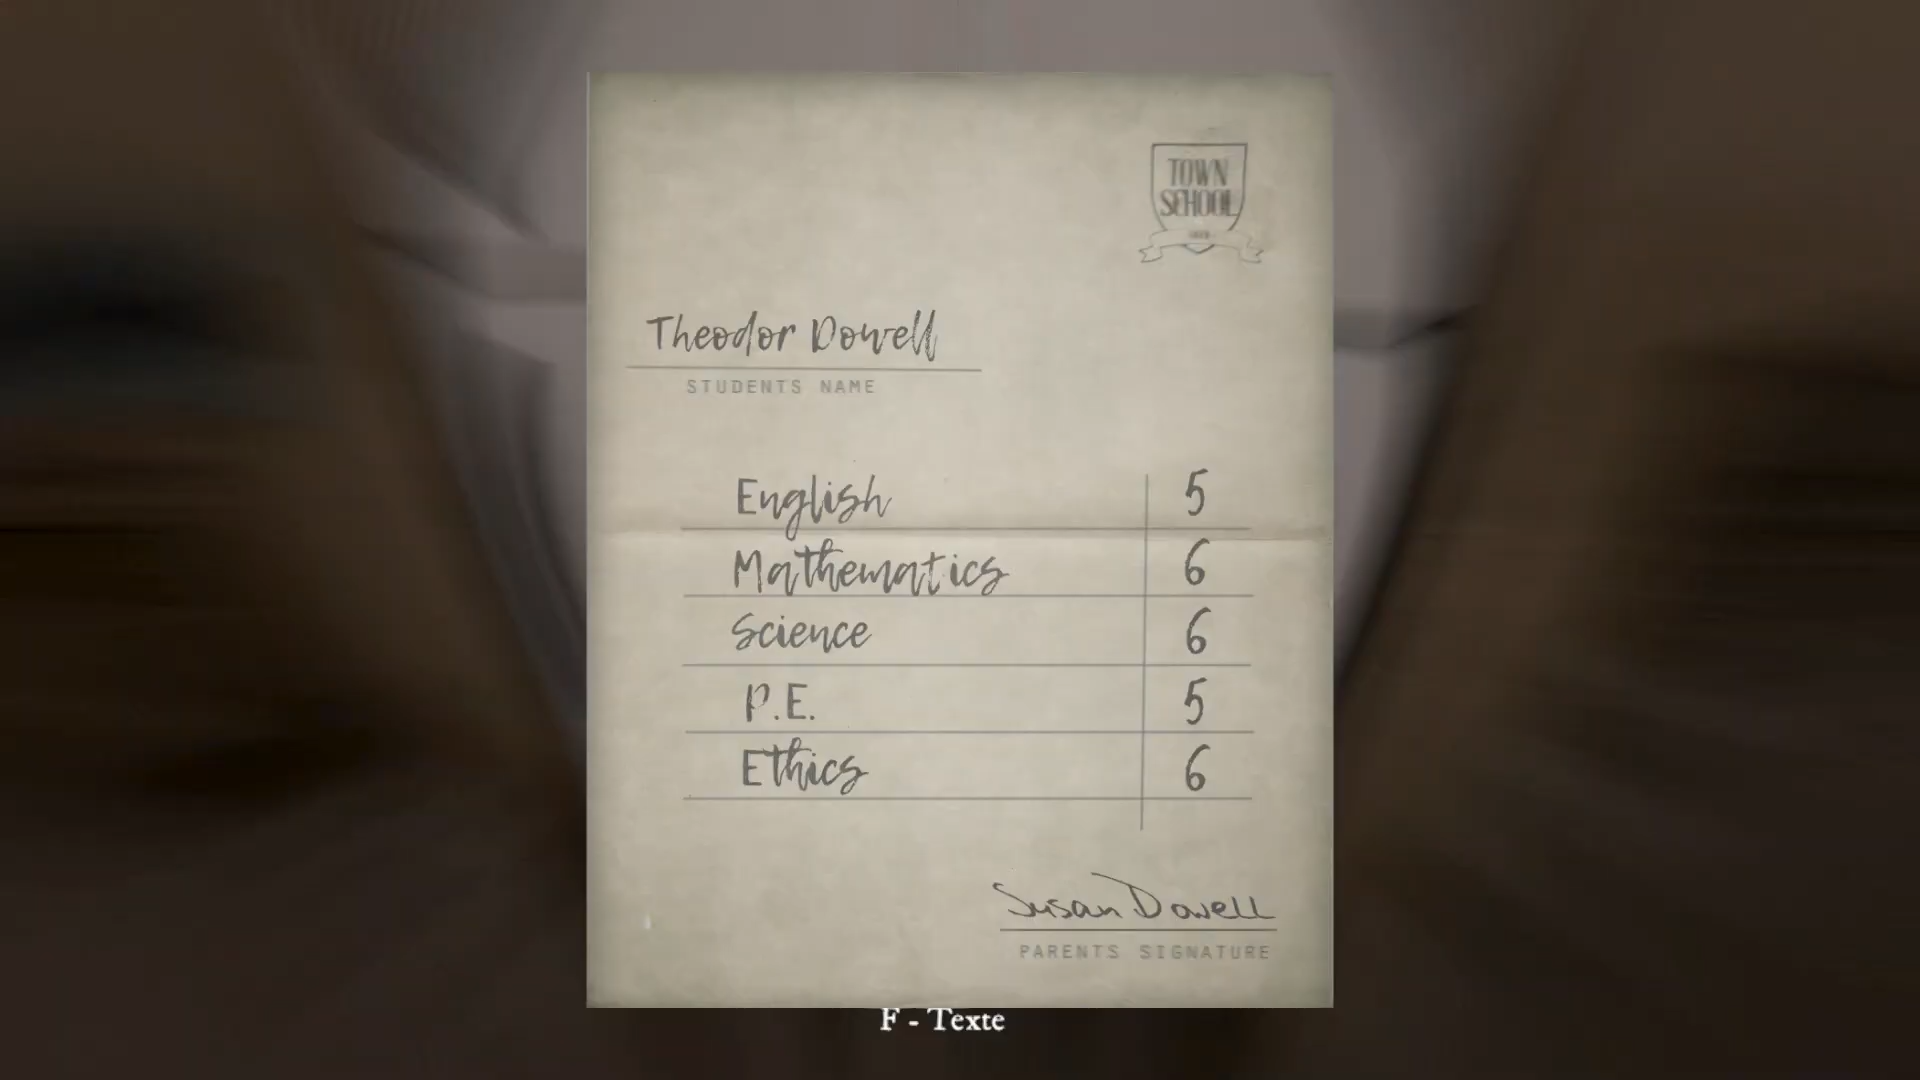 TOWN
SCHOOL
Theodor Dowell
STUDENTS NAME
English 5
Mathematics 6
Science 6
P.E. 5
Ethics 6
Susan Dowell
PARENTS SIGNATURE
F - Texte